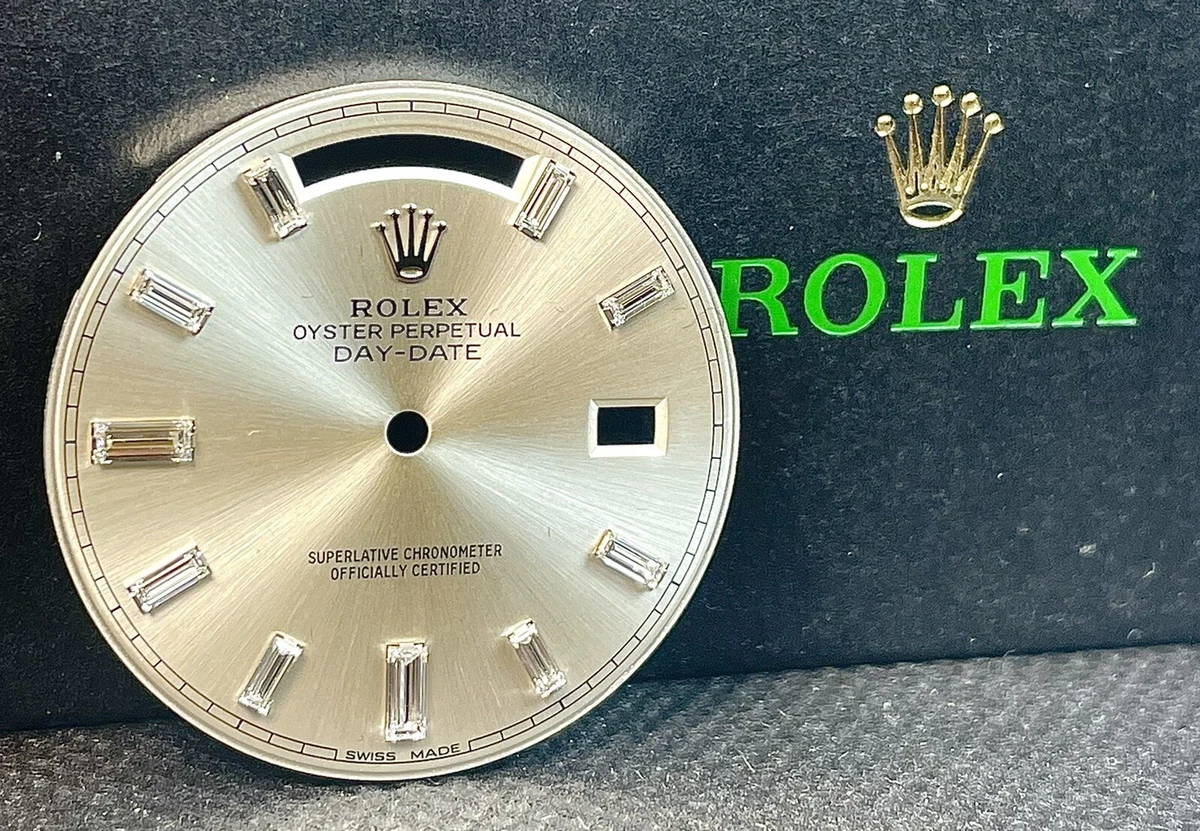 ROLEX
OYSTER PERPETUAL
DAY-DATE
SUPERLATIVE CHRONOMETER
OFFICIALLY CERTIFIED
SWISS MADE
ROLEX